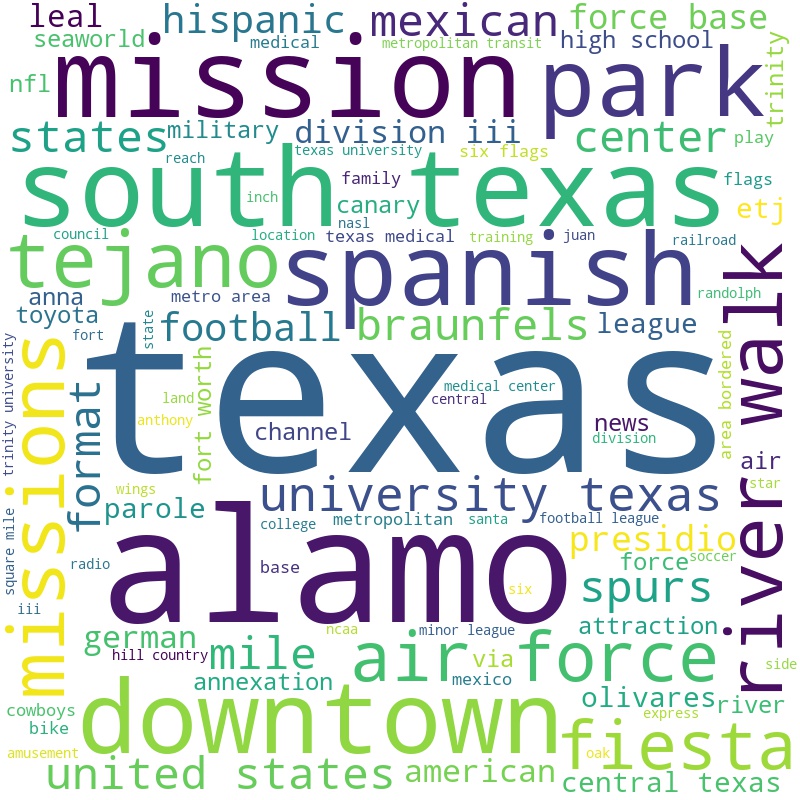 leal
hispanic
mexican
force base
seaworld
medical
metropolitan transit
high school
trinity
nfl
mission
park
states
military
division iii
center
play
reach
texas university
six flags
south
texas
inch
family
flags
canary
nasl
etj
council
location
texas medical
training
juan
railroad
tejano
spanish
anna
metro area
randolph
toyota
fort
state
football
braunfels
league
river walk
missions
trinity university
format
fort worth
texas
medical center
land
central
anthony
channel
news
division
area bordered
air
wings
university texas
star
parole
college
metropolitan
santa
football league
presidio
square mile
radio
alamo
base
force
soccer
six
spurs
iii
german
ncaa
minor league
attraction
hill country
mile
air force
via
mexico
side
annexation
olivares
river
cowboys
bike
downtown
express
fiesta
amusement
oak
united states
american
central texas